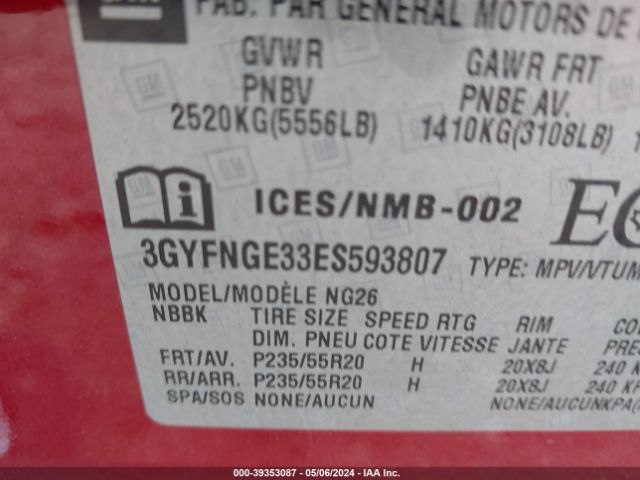 FAB. PAR GENERAL MOTORS DE
GVWR GAWR FRT
PNBV PNBE AV.
2520KG(5556LB) 1410KG(3108LB)
GM
ICES/NMB-002
3GYFNGE33ES593807 TYPE: MPV/VTUM
MODEL/MODÈLE NG26
NBBK TIRE SIZE SPEED RTG RIM
DIM. PNEU COTE VITESSE JANTE
FRT/AV. P235/55R20 H 20X8J 240
RR/ARR. P235/55R20 H 20X8J 240
SPA/SOS NONE/AUCUN NONE/AUCUNKPA
000-39353087 - 05/06/2024 - IAA Inc.